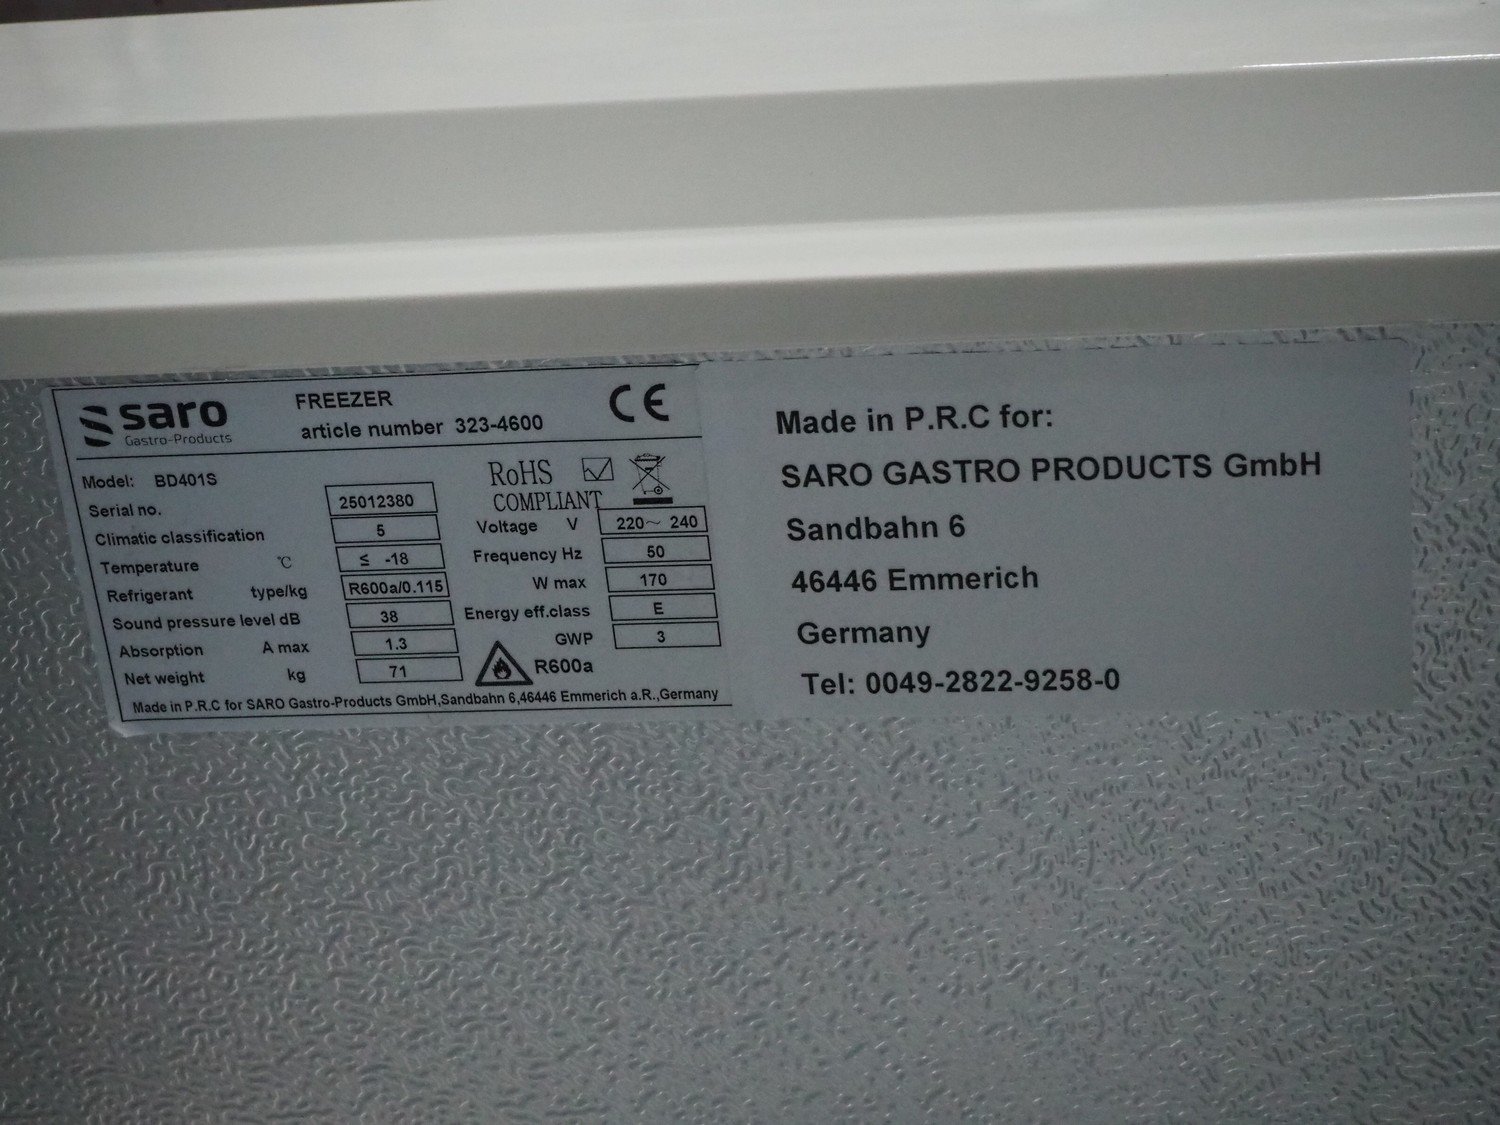 saro
Gastro-Products
FREEZER
article number 323-4600
CE
Model: BD401S
Serial no. 25012380
Climatic classification 5
Temperature °C ≤ -18
Refrigerant type/kg R600a/0.115
Sound pressure level dB 38
Absorption A max 1.3
Net weight kg 71
RoHS
COMPLIANT
Voltage V 220~ 240
Frequency Hz 50
W max 170
Energy eff.class E
GWP 3
R600a
Made in P.R.C for SARO Gastro-Products GmbH,Sandbahn 6,46446 Emmerich a.R.,Germany
Made in P.R.C for:
SARO GASTRO PRODUCTS GmbH
Sandbahn 6
46446 Emmerich
Germany
Tel: 0049-2822-9258-0